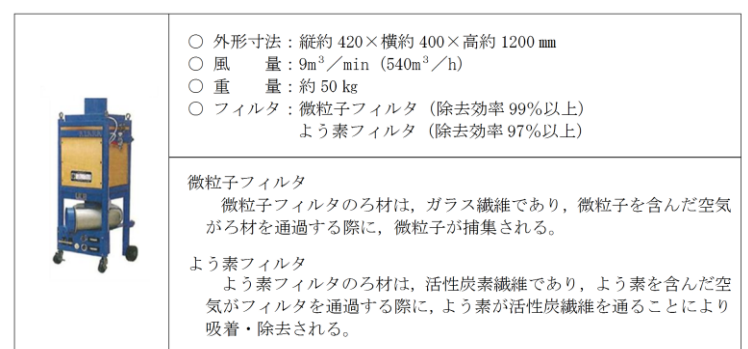 ○ 外形寸法：縦約 420×横約 400×高約 1200 ㎜
○ 風　　量：9m³／min（540m³／h）
○ 重　　量：約 50 ㎏
○ フィルタ：微粒子フィルタ（除去効率 99％以上）
よう素フィルタ（除去効率 97％以上）
微粒子フィルタ
微粒子フィルタのろ材は，ガラス繊維であり，微粒子を含んだ空気
がろ材を通過する際に，微粒子が捕集される。
よう素フィルタ
よう素フィルタのろ材は，活性炭素繊維であり，よう素を含んだ空
気がフィルタを通過する際に，よう素が活性炭繊維を通ることにより
吸着・除去される。